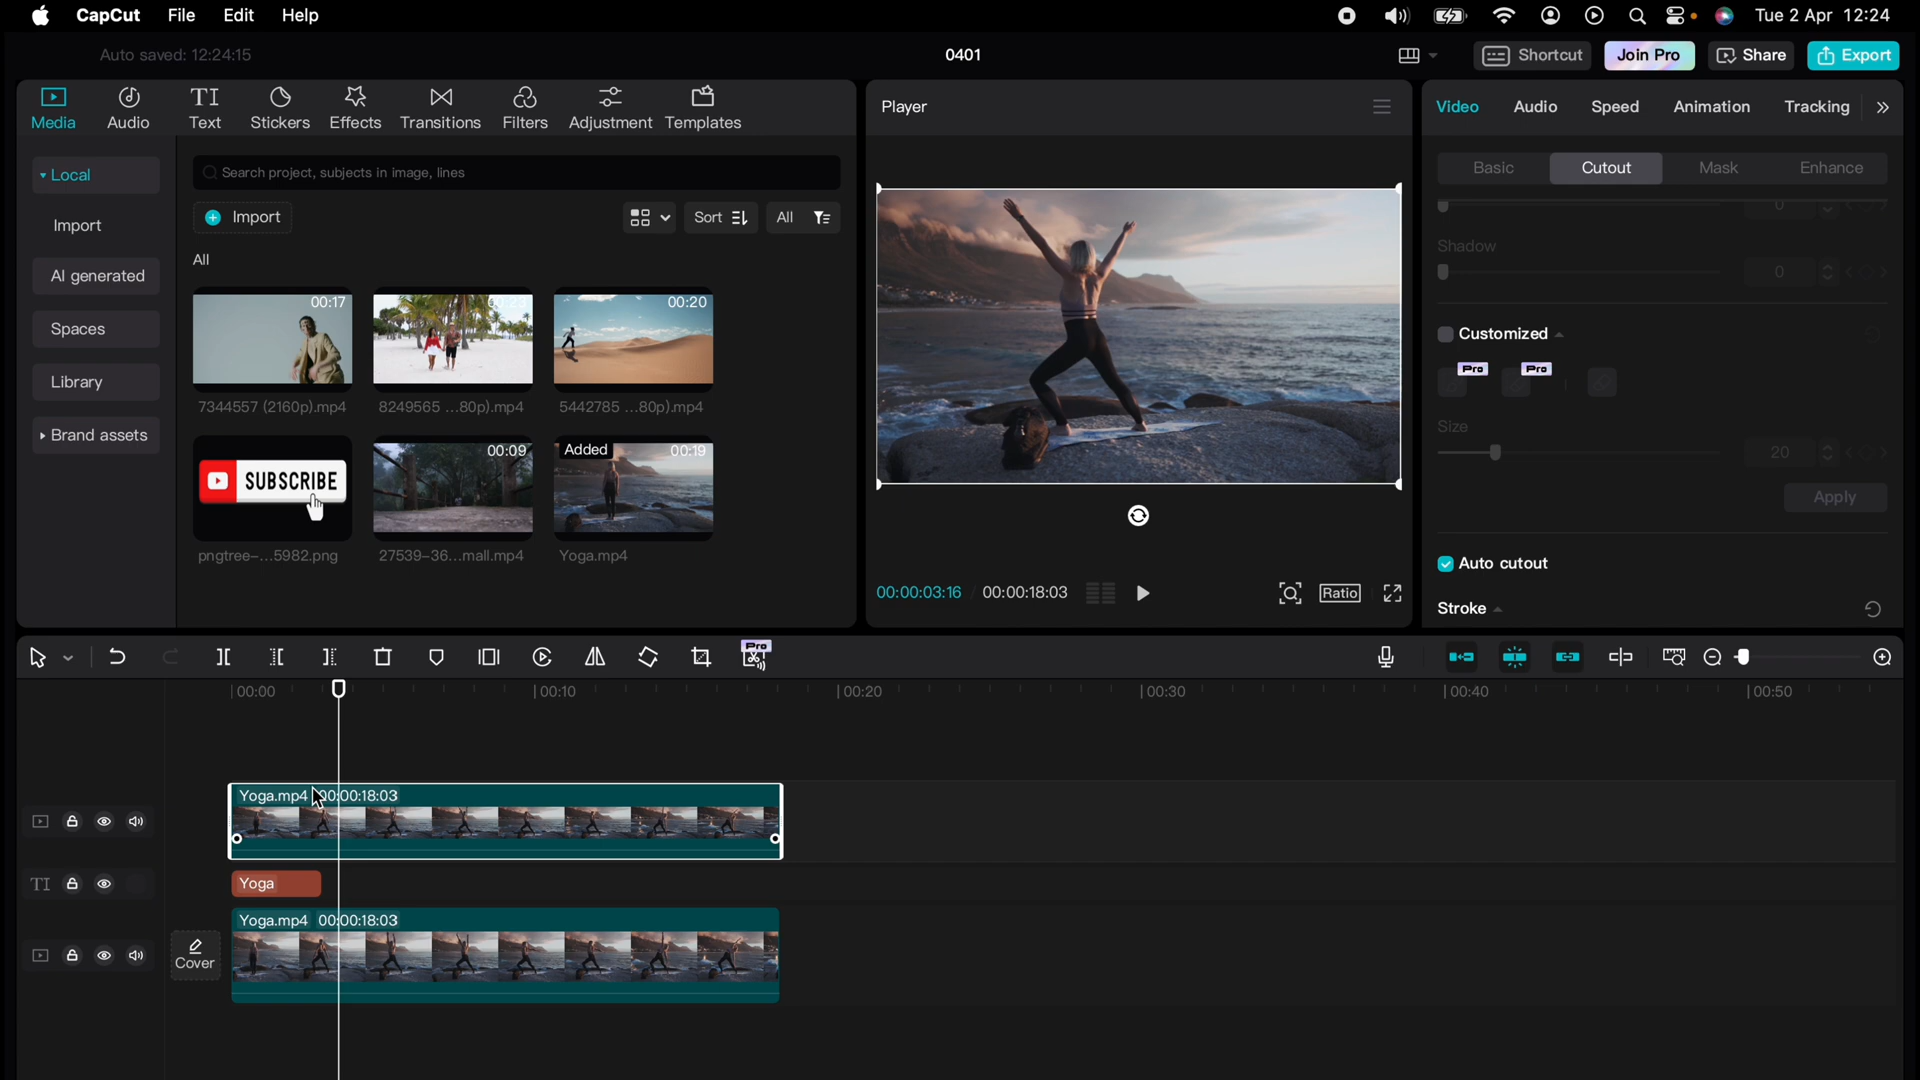 CapCut File Edit Help Tue 2 Apr 12:24
Auto saved: 12:24:15 0401 Shortcut Join Pro Share Export
Media Audio Text Stickers Effects Transitions Filters Adjustment Templates
Local
Import
AI generated
Spaces
Library
Brand assets
Search project, subjects in image, lines
Import Sort All
All
00:17 00:20
7344557 (2160p).mp4 8249565 ...80p).mp4 5442785 ...80p).mp4
SUBSCRIBE 00:09 Added 00:19
pngtree-...5982.png 27539-36...mall.mp4 Yoga.mp4
Player
00:00:03:16 / 00:00:18:03 Ratio
Video Audio Speed Animation Tracking
Basic Cutout Mask Enhance
0
Shadow
0
Customized
Pro Pro
Size
20
Apply
Auto cutout
Stroke
Pro
00:00 00:10 00:20 00:30 00:40 00:50
Yoga.mp4 00:00:18:03
TI Yoga
Yoga.mp4 00:00:18:03
Cover